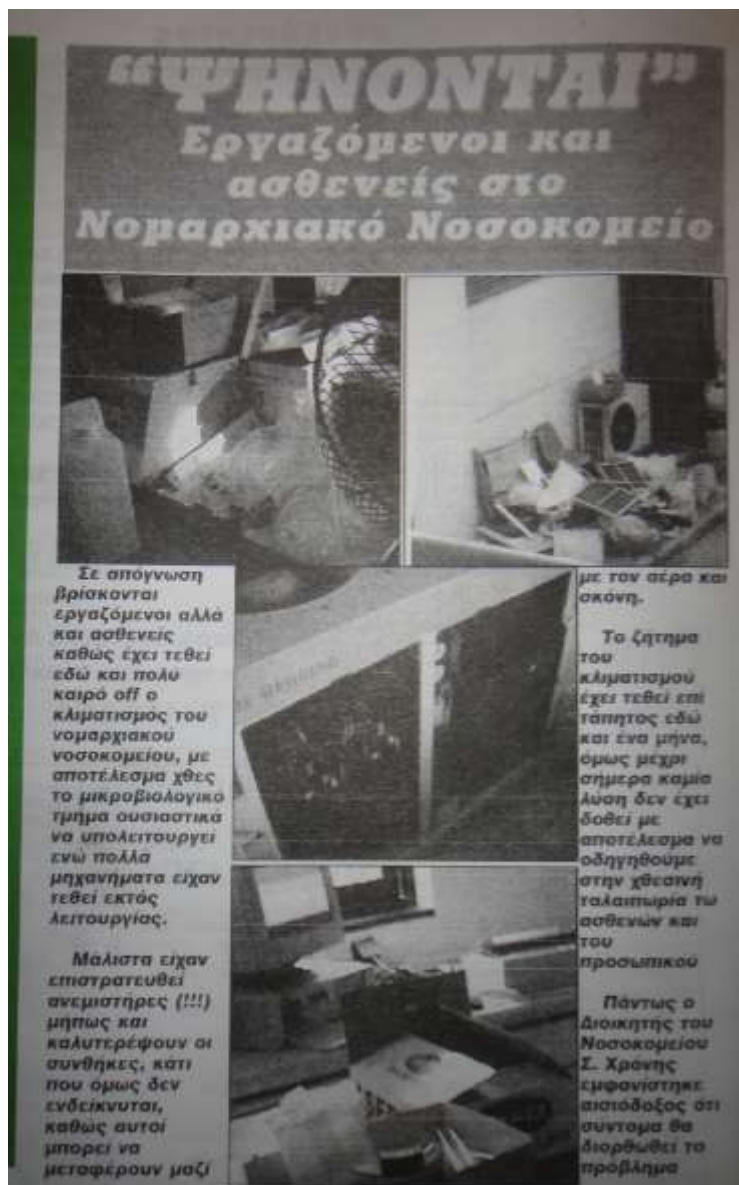 “ΨΗΝΟΝΤΑΙ”
Εργαζόμενοι και
ασθενείς στο
Νομαρχιακό Νοσοκομείο
Σε απόγνωση
βρίσκονται
εργαζόμενοι αλλά
και ασθενείς
καθώς έχει τεθεί
εδώ και πολύ
καιρό off ο
κλιματισμός του
νομαρχιακού
νοσοκομείου, με
αποτέλεσμα χθες
το μικροβιολογικο
τμήμα ουσιαστικά
να υπολειτουργεί
ενώ πολλα
μηχανήματα είχαν
τεθεί εκτός
λειτουργίας.
Μάλιστα είχαν
επιστρατευθεί
ανεμιστήρες (!!!)
μήπως και
καλυτερέψουν οι
συνθήκες, κάτι
που όμως δεν
ενδείκνυται,
καθώς αυτοί
μπορεί να
μεταφέρουν μαζί
με τον αέρα και
σκόνη.
Το ζήτημα
του
κλιματισμού
έχει τεθεί επί
τάπητος εδώ
και ένα μήνα,
όμως μέχρι
σήμερα καμία
λύση δεν έχει
δοθεί με
αποτέλεσμα να
οδηγηθούμε
στην χθεσινή
ταλαιπωρία τω
ασθενών και
του
προσωπικού
Πάντως ο
Διοικητής του
Νοσοκομείου
Σ. Χρόνης
εμφανίστηκε
αισιόδοξος ότι
σύντομα θα
διορθωθεί το
πρόβλημα